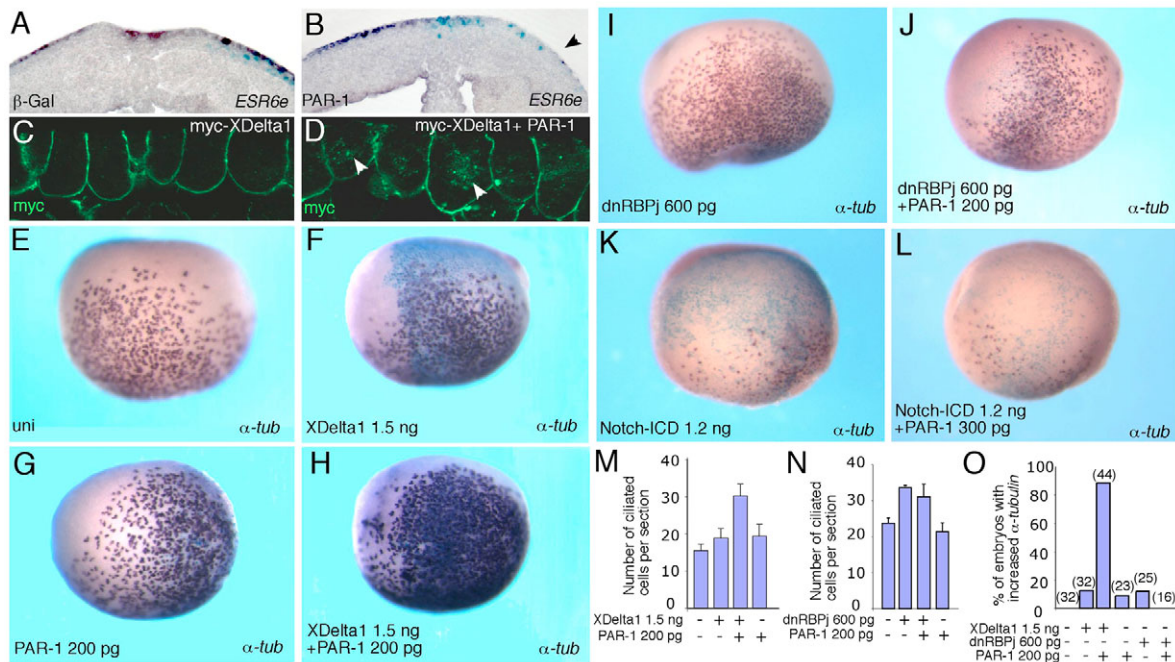 A
β-Gal
ESR6e
B
PAR-1
ESR6e
C
myc-XDelta1
myc
D
myc-XDelta1+ PAR-1
myc
E
uni
α-tub
F
XDelta1 1.5 ng
α-tub
G
PAR-1 200 pg
α-tub
H
XDelta1 1.5 ng
+PAR-1 200 pg
α-tub
I
dnRBPj 600 pg
α-tub
J
dnRBPj 600 pg
+PAR-1 200 pg
α-tub
K
Notch-ICD 1.2 ng
α-tub
L
Notch-ICD 1.2 ng
+PAR-1 300 pg
α-tub
M
Number of ciliated
cells per section
40
30
20
10
0
XDelta1 1.5 ng - + + -
PAR-1 200 pg - - + +
N
Number of ciliated
cells per section
40
30
20
10
0
dnRBPj 600 pg - + + -
PAR-1 200 pg - - + +
O
% of embryos with
increased α-tubulin
100
80
60
40
20
0
(32)
(32)
(44)
(23)
(25)
(16)
XDelta1 1.5 ng - + + - - -
dnRBPj 600 pg - - - - + +
PAR-1 200 pg - - + + - +